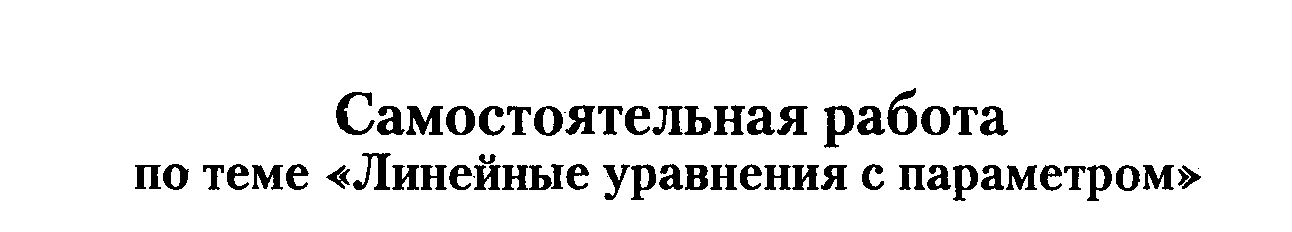 Самостоятельная работа
по теме «Линейные уравнения с параметром»